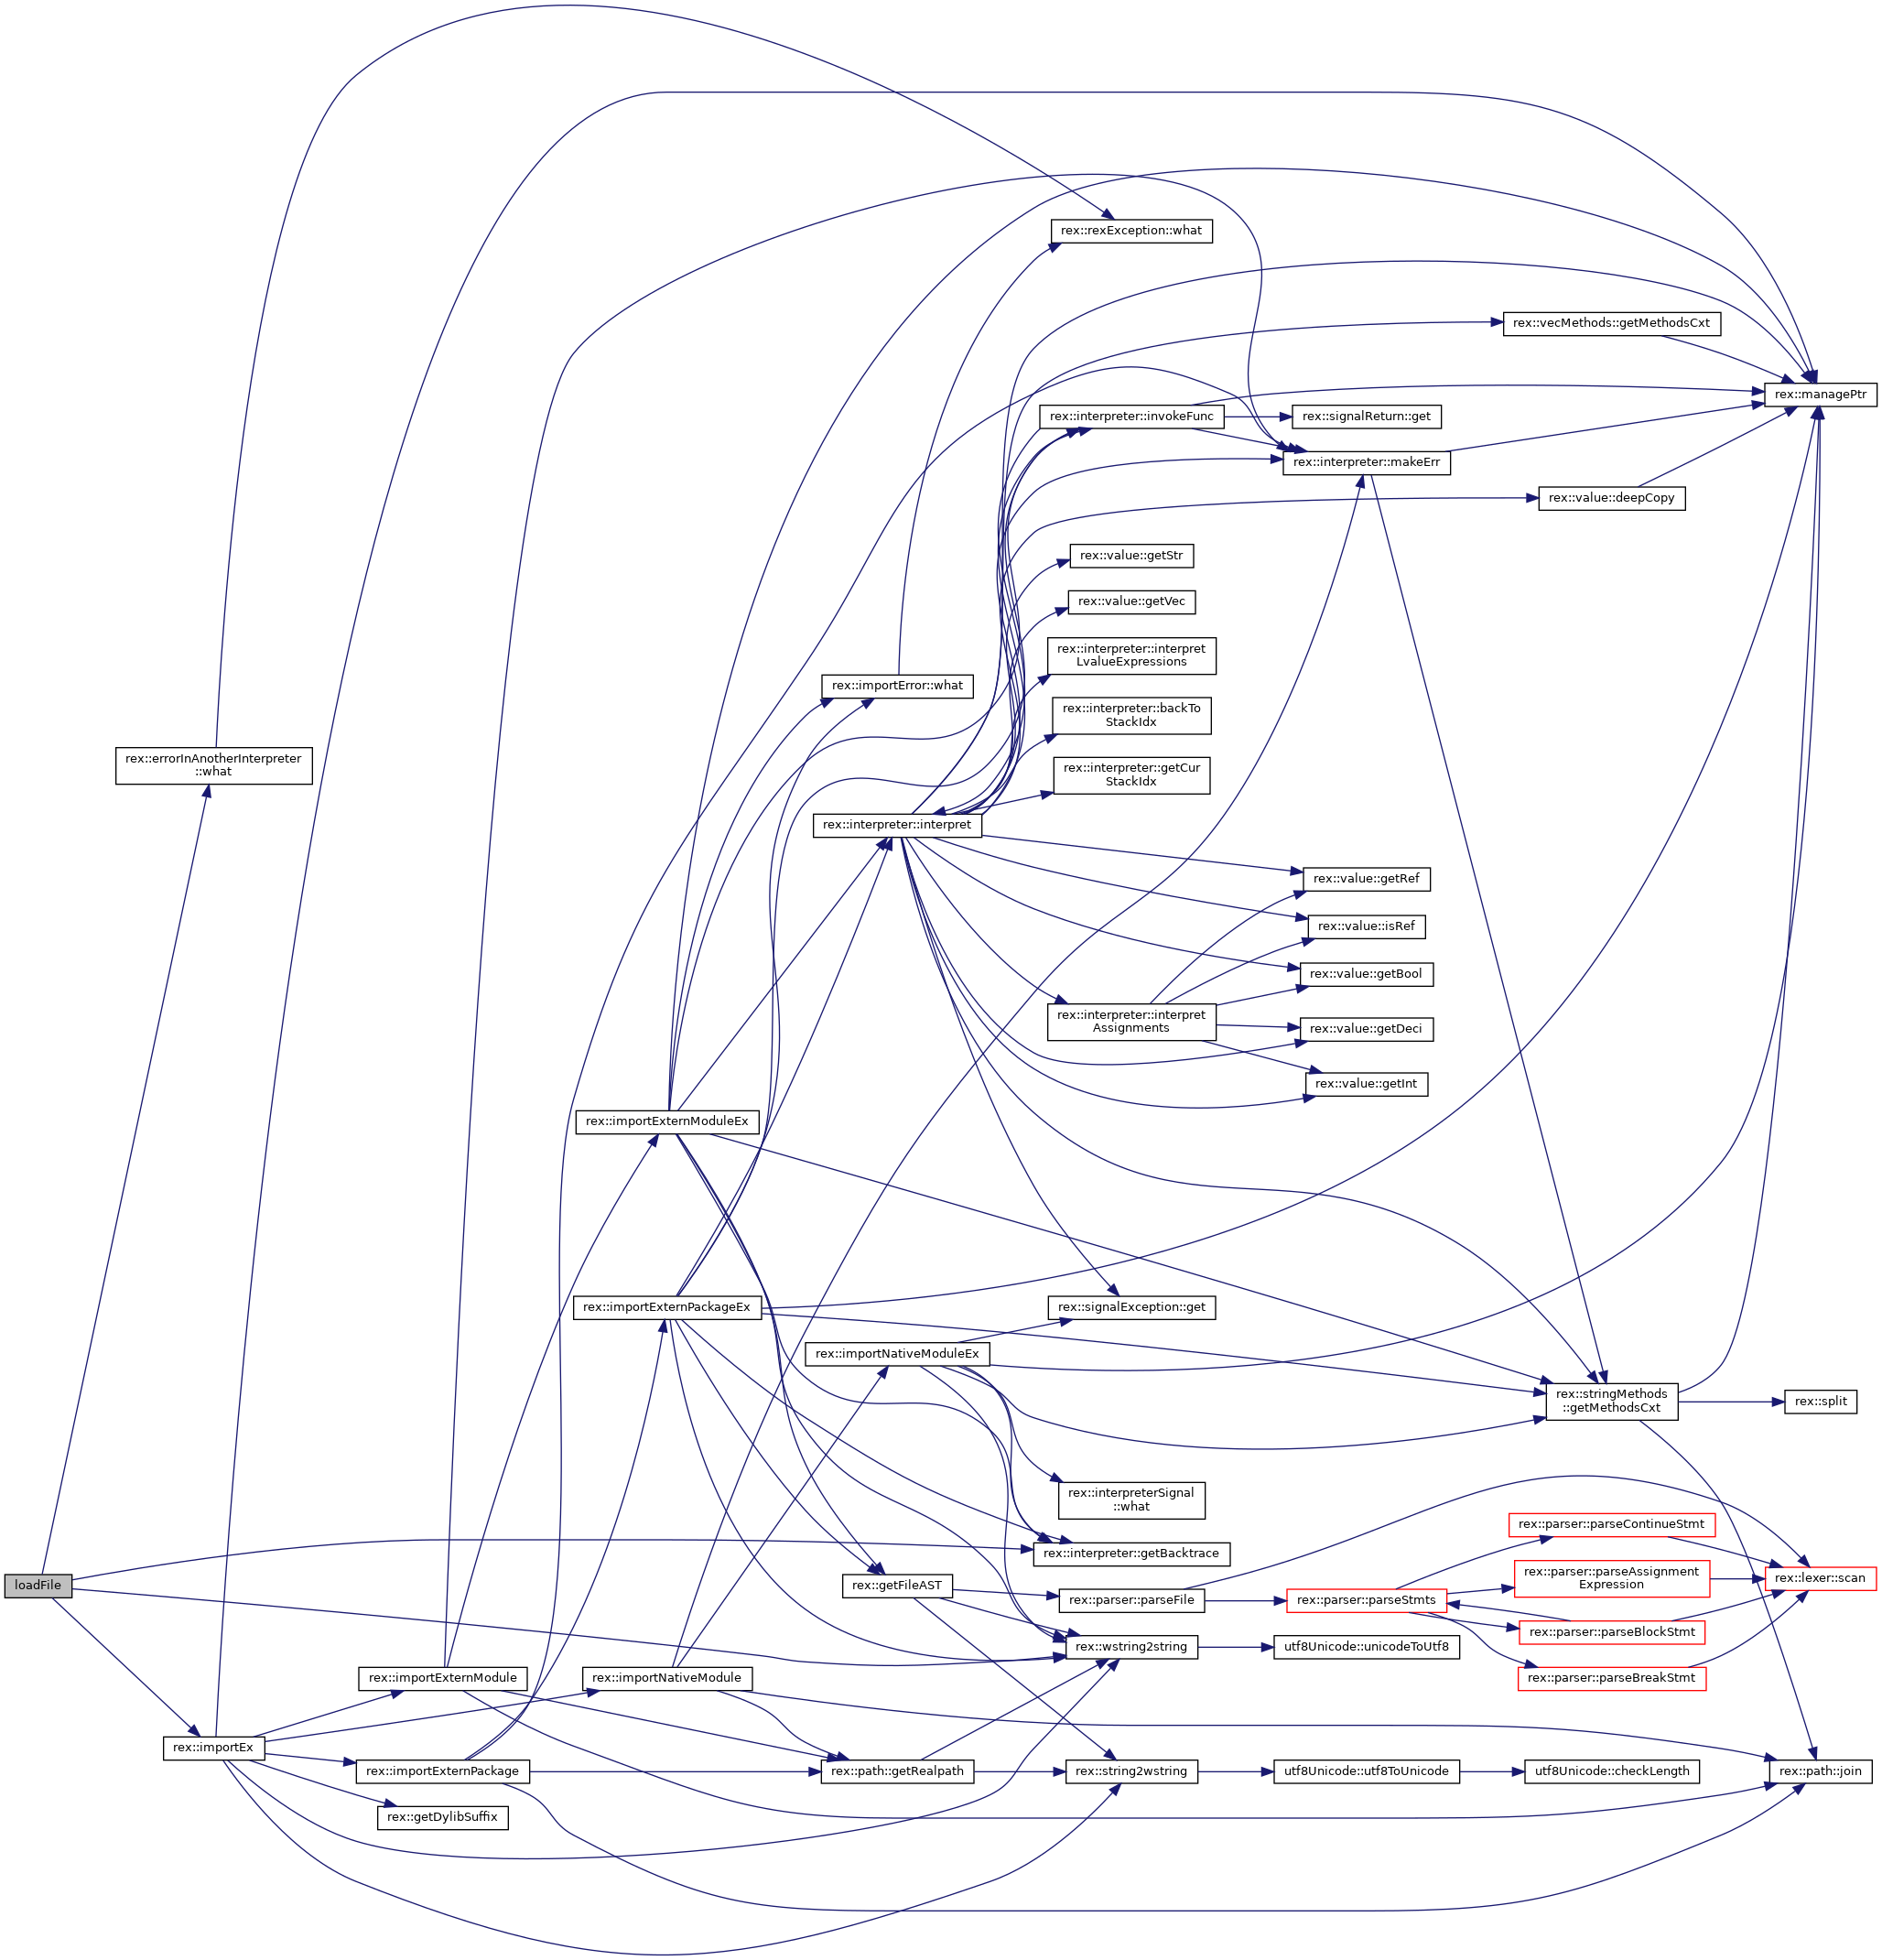 rex::rexException::what
rex::vecMethods::getMethodsCxt
rex::managePtr
rex::interpreter::invokeFunc
rex::signalReturn::get
rex::interpreter::makeErr
rex::value::deepCopy
rex::value::getStr
rex::value::getVec
rex::interpreter::interpret
LvalueExpressions
rex::importError::what
rex::interpreter::backTo
StackIdx
rex::errorInAnotherInterpreter
::what
rex::interpreter::getCur
StackIdx
rex::interpreter::interpret
rex::value::getRef
rex::value::isRef
rex::value::getBool
rex::interpreter::interpret
Assignments
rex::value::getDeci
rex::value::getInt
rex::importExternModuleEx
rex::importExternPackageEx
rex::signalException::get
rex::importNativeModuleEx
rex::stringMethods
::getMethodsCxt
rex::split
rex::interpreterSignal
::what
rex::parser::parseContinueStmt
rex::interpreter::getBacktrace
rex::parser::parseAssignment
Expression
rex::lexer::scan
loadFile
rex::getFileAST
rex::parser::parseFile
rex::parser::parseStmts
rex::parser::parseBlockStmt
rex::wstring2string
utf8Unicode::unicodeToUtf8
rex::importExternModule
rex::importNativeModule
rex::parser::parseBreakStmt
rex::importEx
rex::importExternPackage
rex::path::getRealpath
rex::string2wstring
utf8Unicode::utf8ToUnicode
utf8Unicode::checkLength
rex::path::join
rex::getDylibSuffix